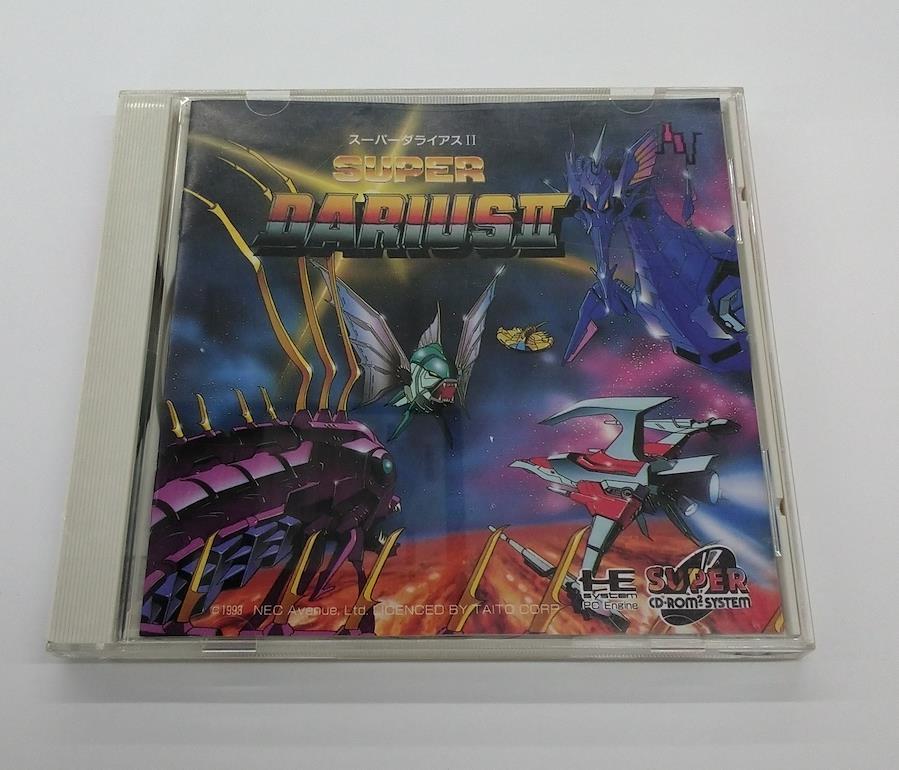 スーパーダライアスII
SUPER
DARIUS II
©1993 NEC Avenue, Ltd. LICENCED BY TAITO CORP.
HE
SYSTEM
PC Engine
SUPER
CD-ROM² SYSTEM